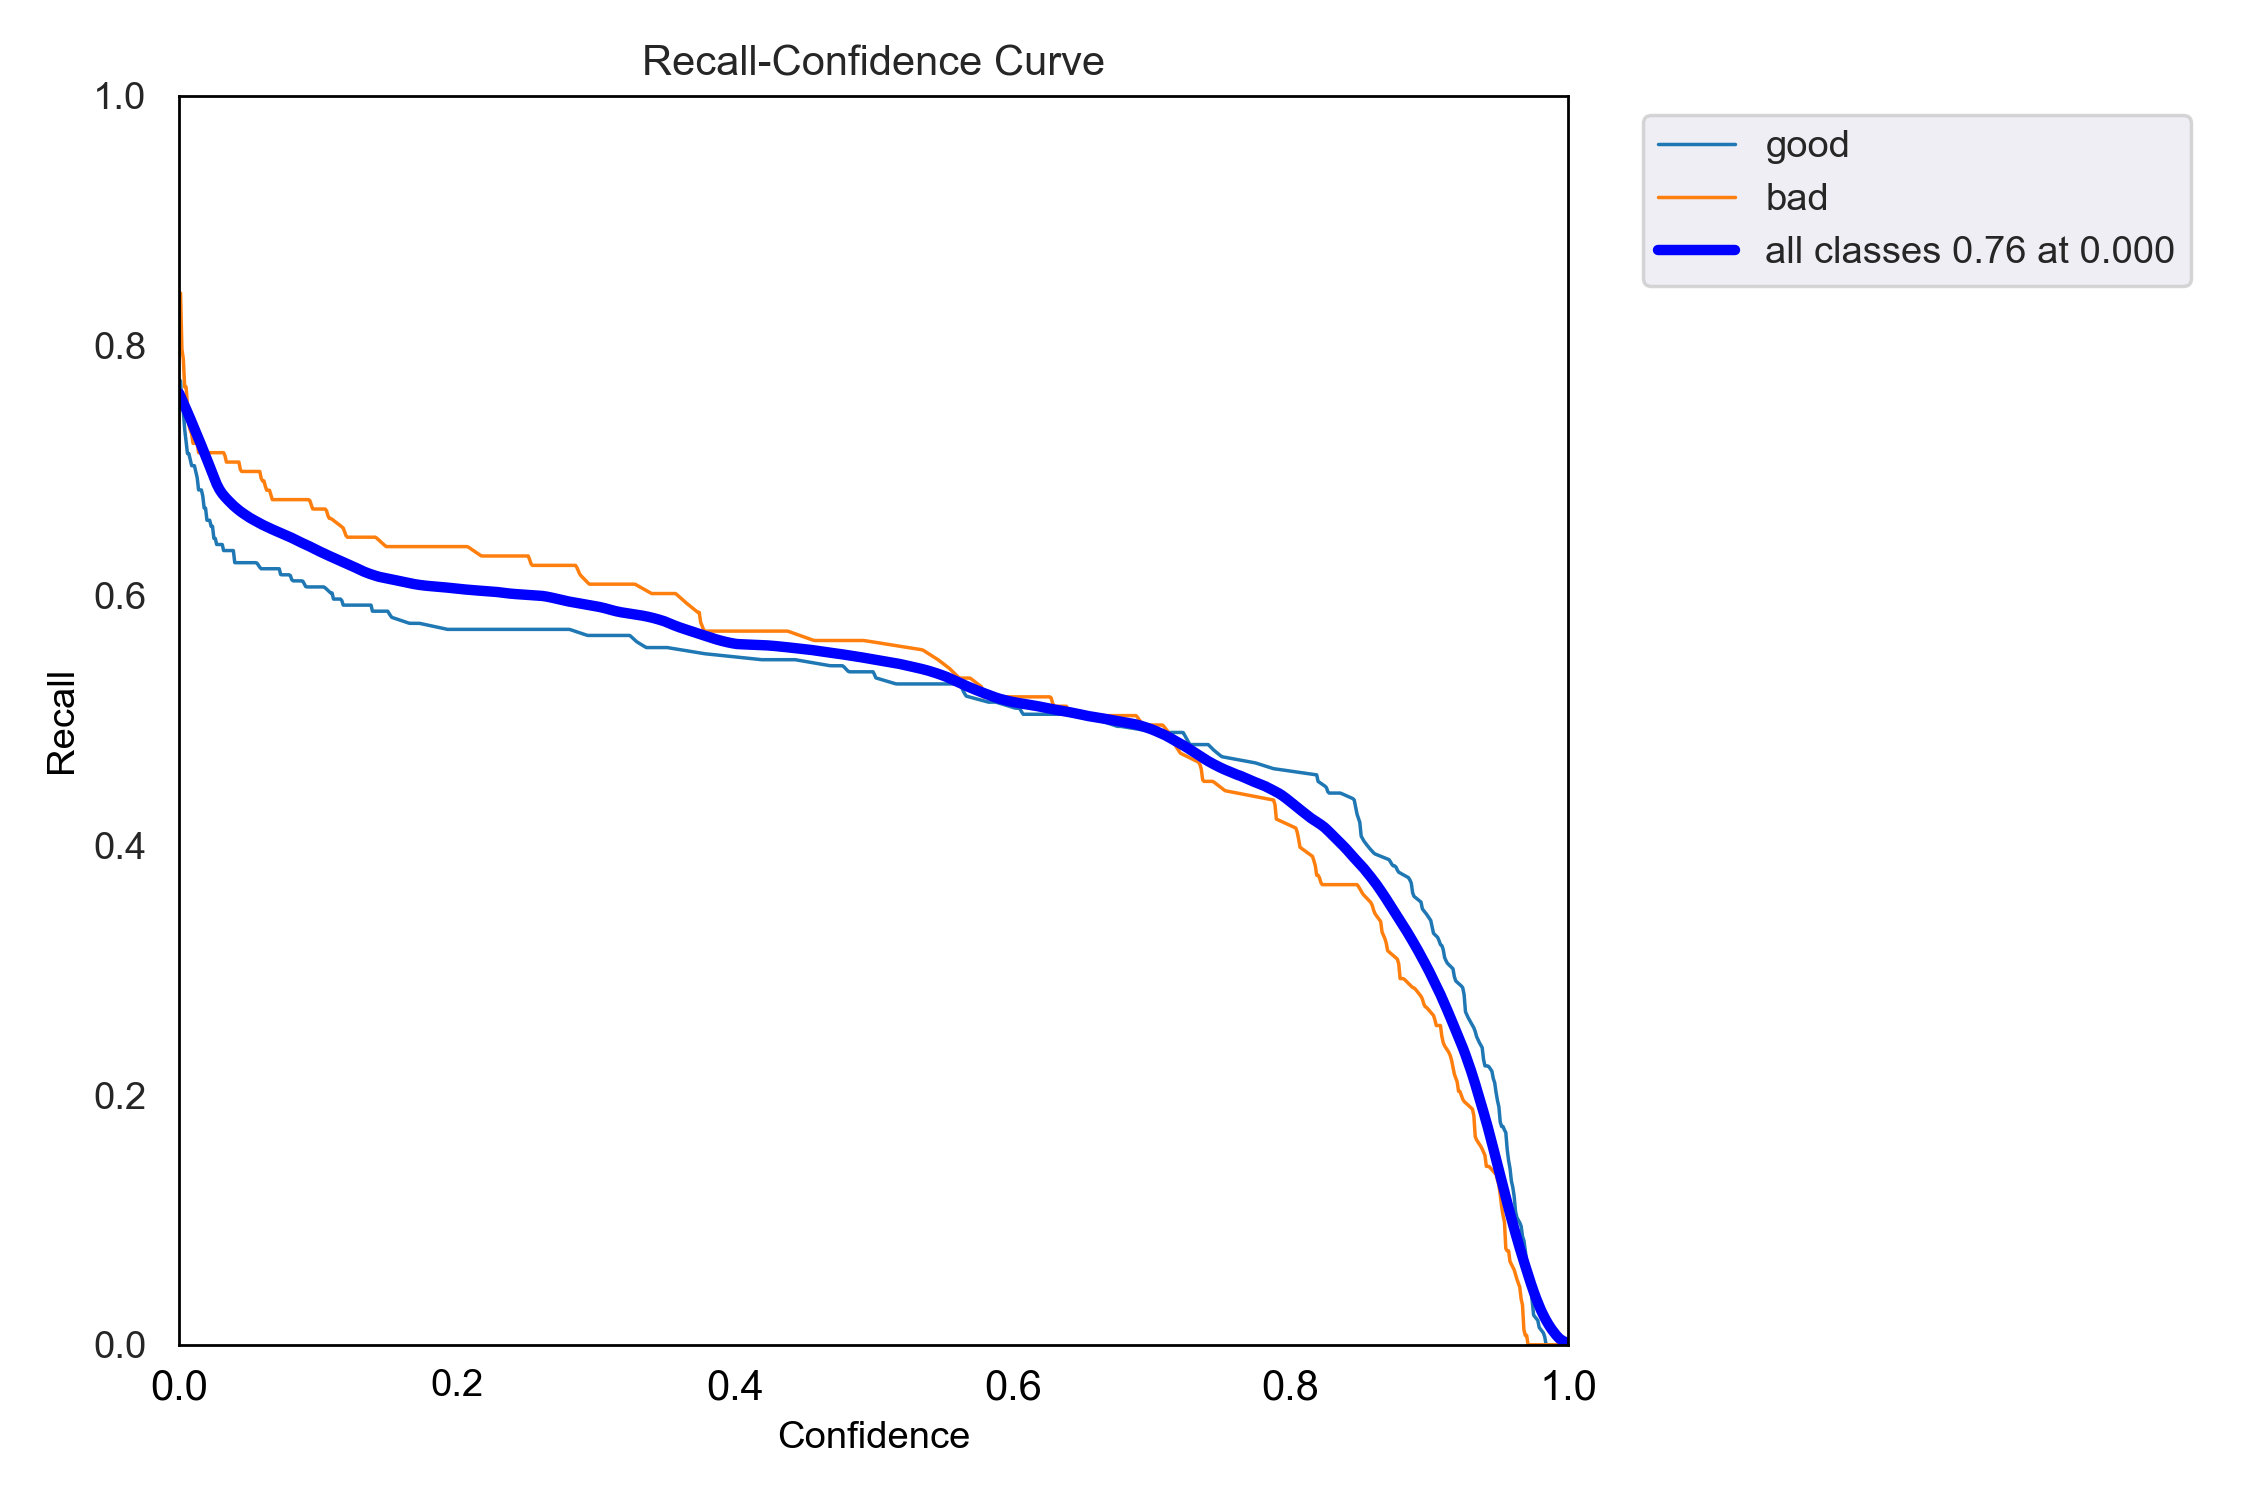 Recall-Confidence Curve
1.0
0.8
0.6
0.4
0.2
0.0
Recall
0.0 0.2 0.4 0.6 0.8 1.0
Confidence
good
bad
all classes 0.76 at 0.000